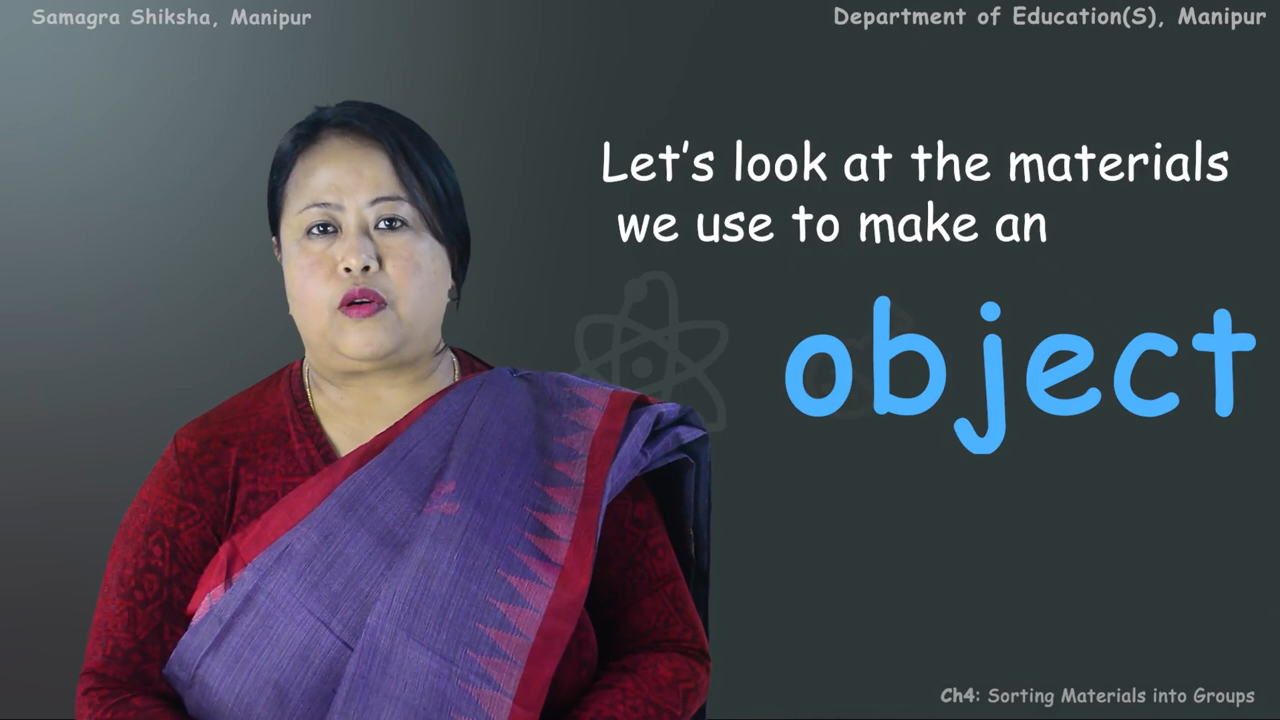 Samagra Shiksha, Manipur
Department of Education(S), Manipur
Let's look at the materials
we use to make an
object
Ch4: Sorting Materials into Groups